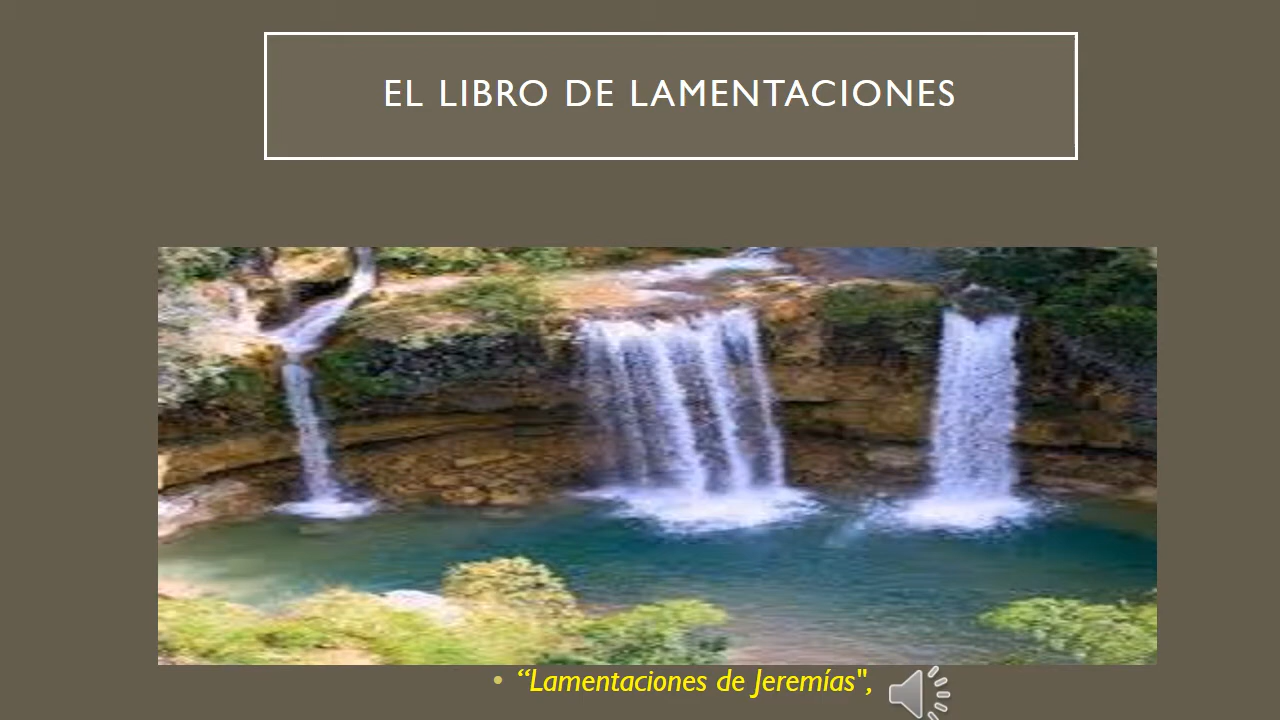 EL LIBRO DE LAMENTACIONES
• “Lamentaciones de Jeremías",